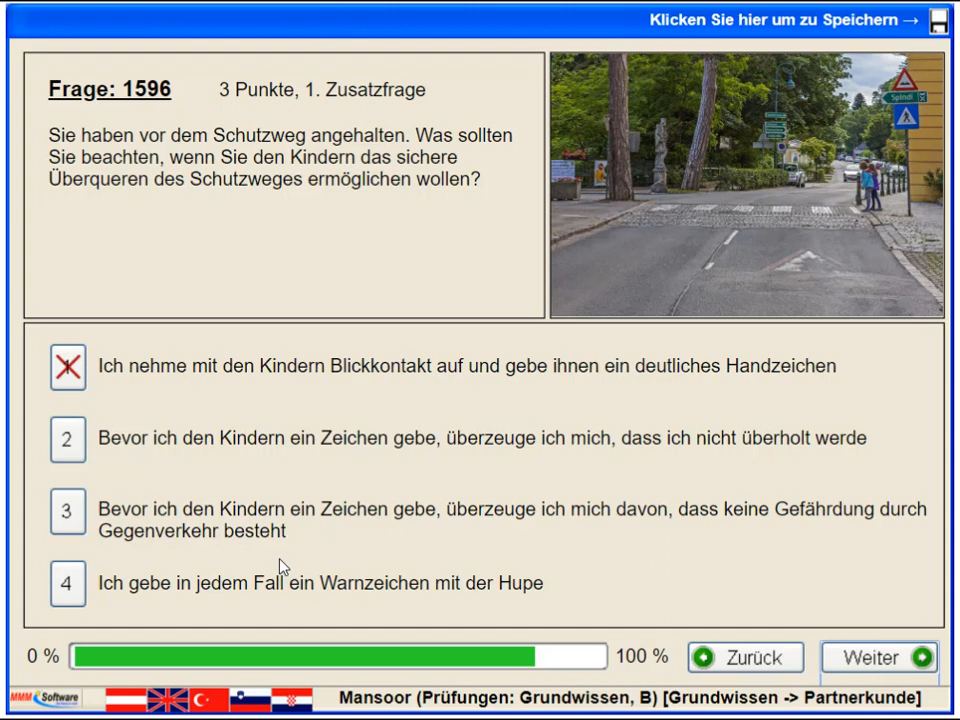 Klicken Sie hier um zu Speichern →
Frage: 1596 3 Punkte, 1. Zusatzfrage
Sie haben vor dem Schutzweg angehalten. Was sollten
Sie beachten, wenn Sie den Kindern das sichere
Überqueren des Schutzweges ermöglichen wollen?
Spindl
1 Ich nehme mit den Kindern Blickkontakt auf und gebe ihnen ein deutliches Handzeichen
2 Bevor ich den Kindern ein Zeichen gebe, überzeuge ich mich, dass ich nicht überholt werde
3 Bevor ich den Kindern ein Zeichen gebe, überzeuge ich mich davon, dass keine Gefährdung durch
Gegenverkehr besteht
4 Ich gebe in jedem Fall ein Warnzeichen mit der Hupe
0 % 100 % Zurück Weiter
MMM Software Mansoor (Prüfungen: Grundwissen, B) [Grundwissen -> Partnerkunde]